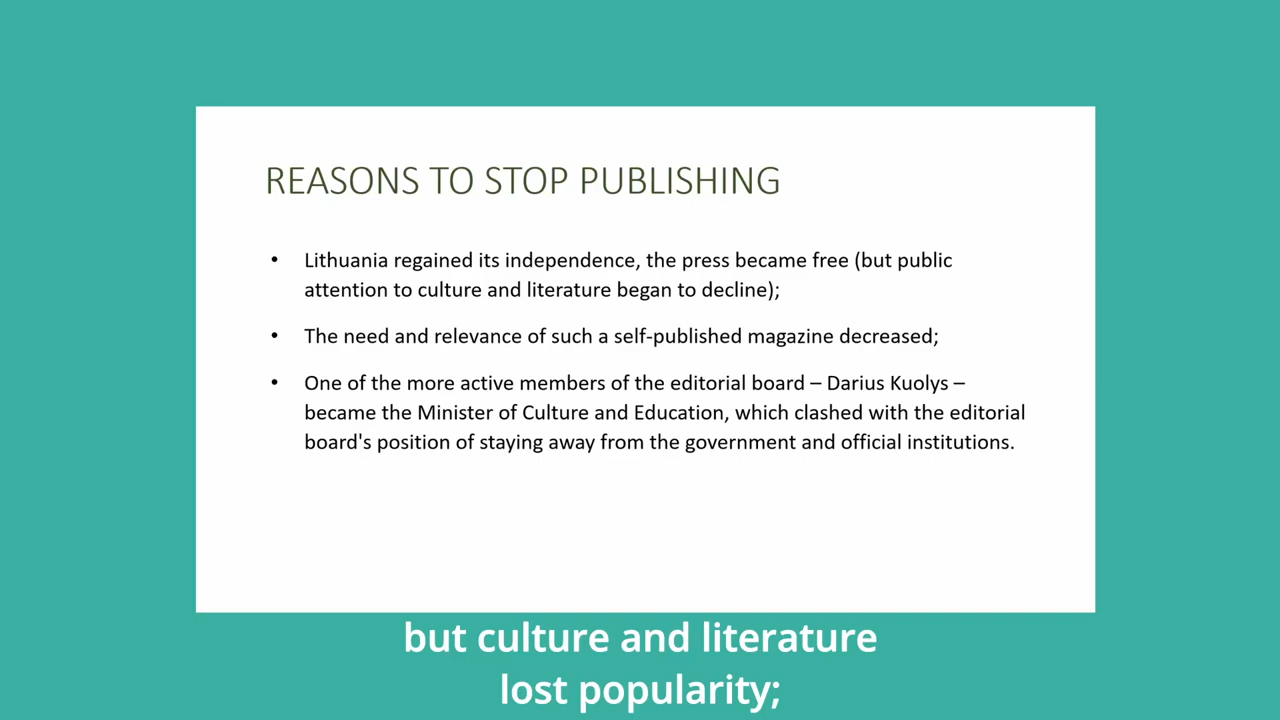 REASONS TO STOP PUBLISHING
• Lithuania regained its independence, the press became free (but public
attention to culture and literature began to decline);
• The need and relevance of such a self-published magazine decreased;
• One of the more active members of the editorial board – Darius Kuolys –
became the Minister of Culture and Education, which clashed with the editorial
board's position of staying away from the government and official institutions.
but culture and literature
lost popularity;